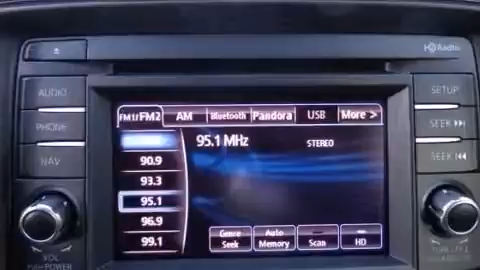 HD Radio
AUDIO
PHONE
NAV
SETUP
SEEK
SEEK
FM1/FM2 AM Bluetooth Pandora USB More >
95.1 MHz STEREO
90.9
93.3
95.1
96.9
99.1
Genre Seek
Auto Memory
Scan
HD
VOL
POWER